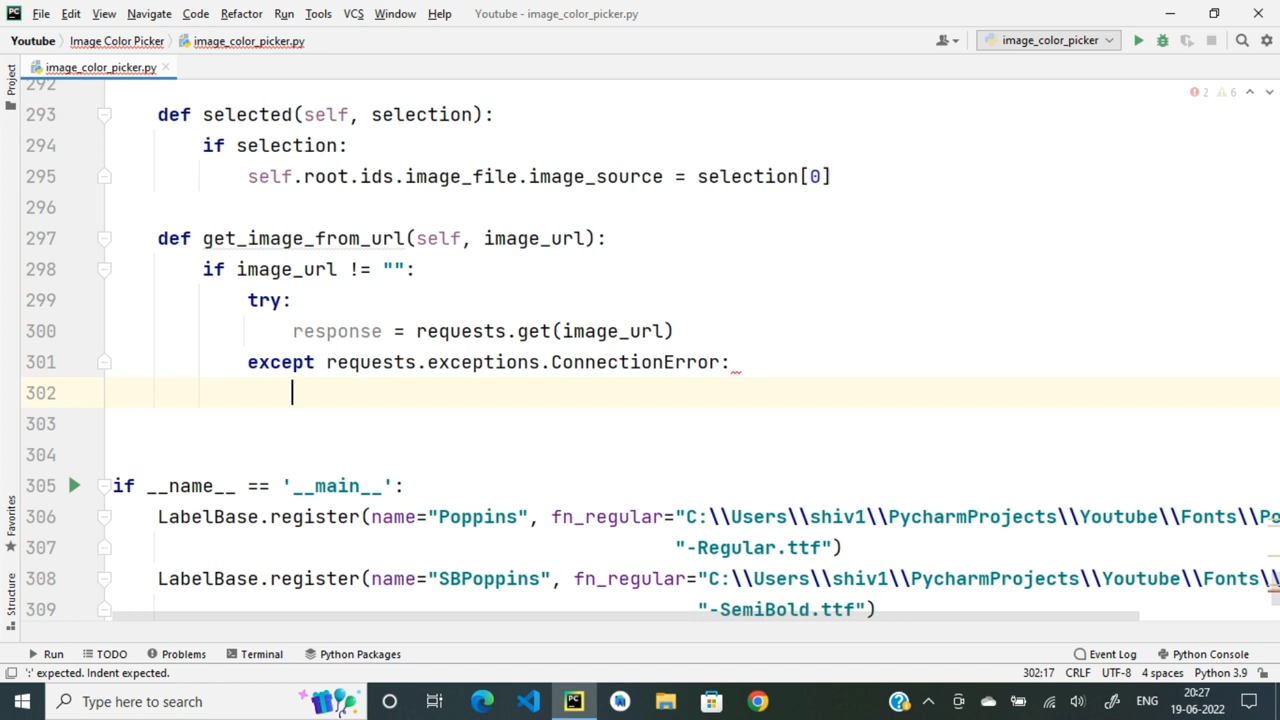 File Edit View Navigate Code Refactor Run Tools VCS Window Help Youtube - image_color_picker.py
Youtube Image Color Picker image_color_picker.py image_color_picker
Project image_color_picker.py
292
293 def selected(self, selection): 2 6
294 if selection:
295 self.root.ids.image_file.image_source = selection[0]
296
297 def get_image_from_url(self, image_url):
298 if image_url != "":
299 try:
300 response = requests.get(image_url)
301 except requests.exceptions.ConnectionError:
302
303
304
305 if __name__ == '__main__':
306 LabelBase.register(name="Poppins", fn_regular="C:\\Users\\shiv1\\PycharmProjects\\Youtube\\Fonts\\Po
307 "-Regular.ttf")
308 LabelBase.register(name="SBPoppins", fn_regular="C:\\Users\\shiv1\\PycharmProjects\\Youtube\\Fonts\\
309 "-SemiBold.ttf")
Favorites
Structure
Run TODO Problems Terminal Python Packages Event Log Python Console
':' expected. Indent expected. 302:17 CRLF UTF-8 4 spaces Python 3.9
Type here to search ENG 20:27
19-06-2022